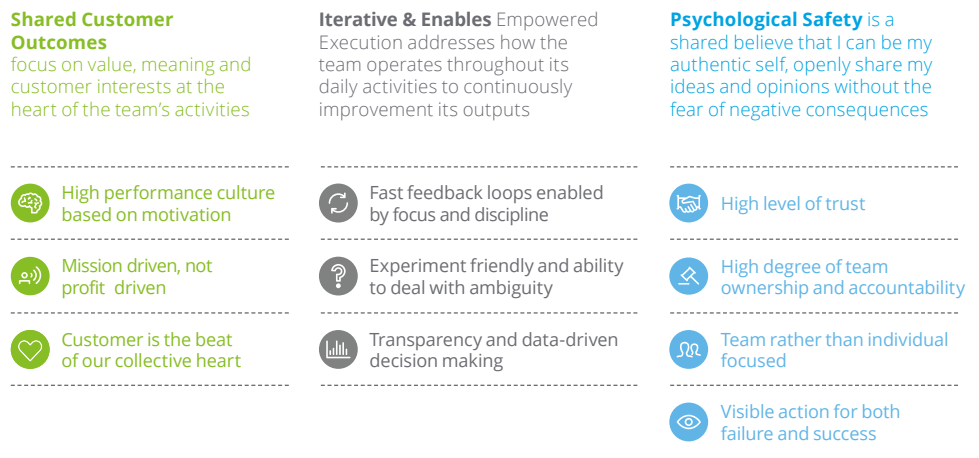 Shared Customer
Outcomes
focus on value, meaning and
customer interests at the
heart of the team's activities
High performance culture
based on motivation
Mission driven, not
profit driven
Customer is the beat
of our collective heart
Iterative & Enables Empowered
Execution addresses how the
team operates throughout its
daily activities to continuously
improvement its outputs
Fast feedback loops enabled
by focus and discipline
Experiment friendly and ability
to deal with ambiguity
Transparency and data-driven
decision making
Psychological Safety is a
shared believe that I can be my
authentic self, openly share my
ideas and opinions without the
fear of negative consequences
High level of trust
High degree of team
ownership and accountability
Team rather than individual
focused
Visible action for both
failure and success